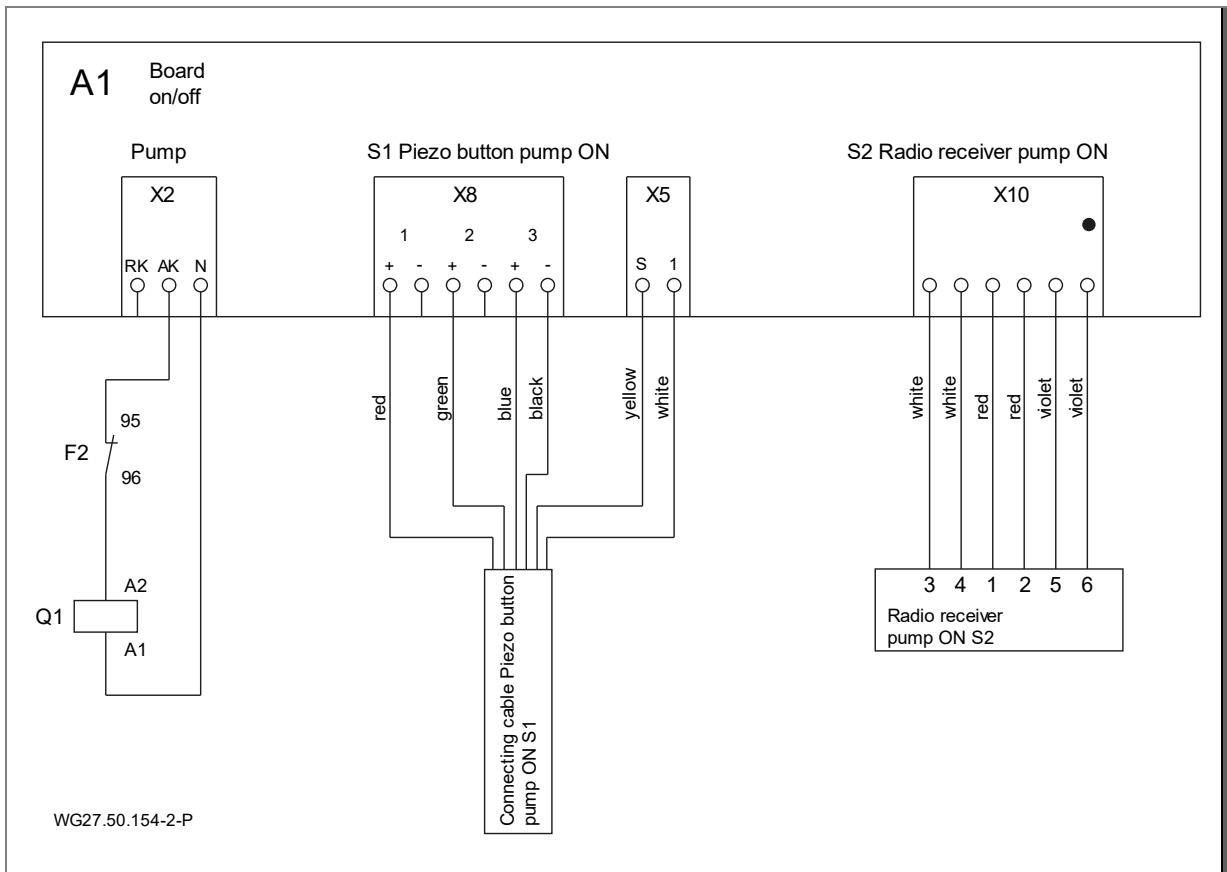 A1
Board
on/off
Pump
S1 Piezo button pump ON
S2 Radio receiver pump ON
X2
X8
X5
X10
1 2 3
RK AK N
+ - + - + -
S 1
red
green
blue
black
yellow
white
white
white
red
red
violet
violet
95
F2
96
A2
Q1
A1
Connecting cable Piezo button
pump ON S1
3 4 1 2 5 6
Radio receiver
pump ON S2
WG27.50.154-2-P